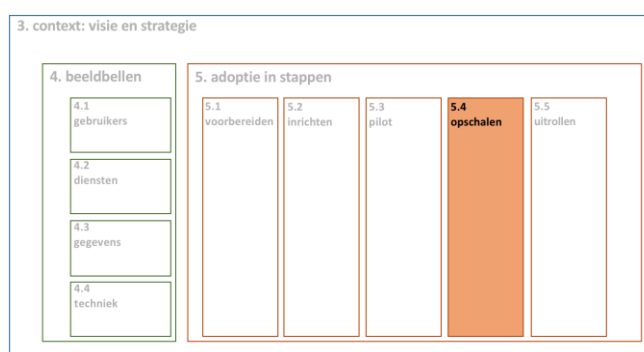 3. context: visie en strategie
4. beeldbellen
4.1
gebruikers
4.2
diensten
4.3
gegevens
4.4
techniek
5. adoptie in stappen
5.1
voorbereiden
5.2
inrichten
5.3
pilot
5.4
opschalen
5.5
uitrollen